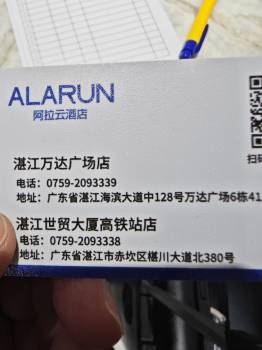 ALARUN
阿拉云酒店
扫码
湛江万达广场店
电话：0759-2093339
地址：广东省湛江海滨大道中128号万达广场6栋41
湛江世贸大厦高铁站店
电话：0759-2093338
地址：广东省湛江市赤坎区椹川大道北380号